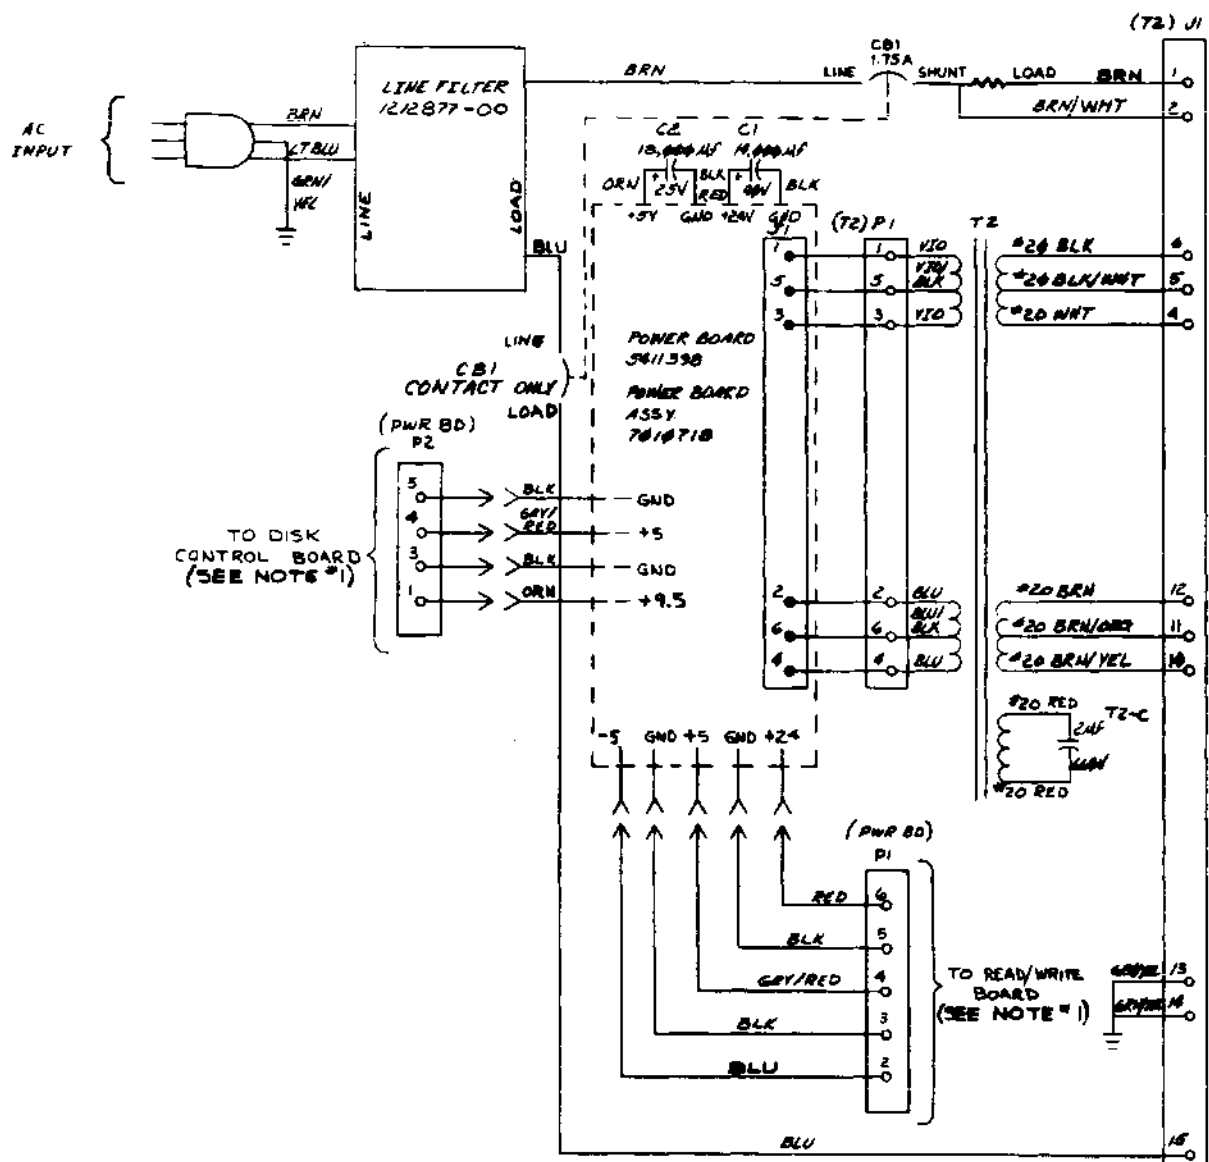 (T2) J1
CB1
1.75A
BRN
LINE
SHUNT
LOAD
BRN
1
BRN/WHT
2
LINE FILTER
1212877-00
AC
INPUT
BRN
LT BLU
GRN/
YEL
LINE
LOAD
BLU
C2
C1
ORN
+
25V
BLK
RED
+
BLK
+5V
GND
+24V
GND
J1
(T2) P1
T2
1
1
VIO
#20 BLK
6
5
5
VIO/
BLK
#20 BLK/WHT
5
3
3
VIO
#20 WHT
4
LINE
CB1
CONTACT ONLY
LOAD
POWER BOARD
5411598
POWER BOARD
ASSY
7010718
(PWR BD)
P2
TO DISK
CONTROL BOARD
(SEE NOTE #1)
5
BLK
GND
4
GRY/
RED
+5
3
BLK
GND
1
ORN
+9.5
2
2
BLU
#20 BRN
12
6
6
BLU/
BLK
11
4
4
BLU
#20 BRN/YEL
10
#20 RED
T2-C
#20 RED
-5
GND
+5
GND
+24
(PWR BD)
P1
RED
6
BLK
5
GRY/RED
4
BLK
3
BLU
2
TO READ/WRITE
BOARD
(SEE NOTE #1)
13
14
BLU
15